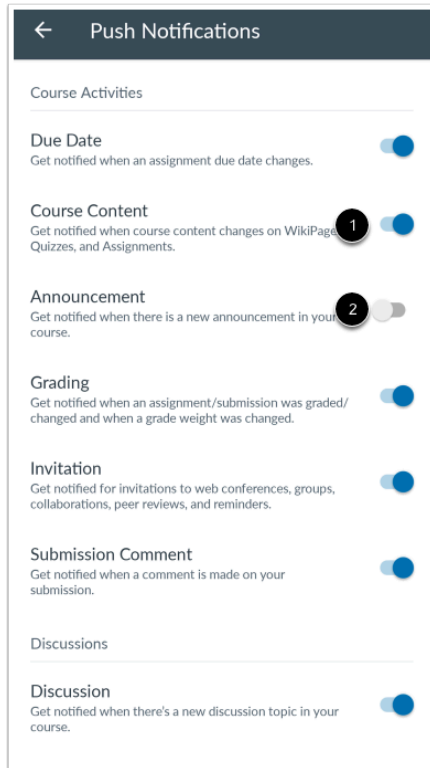 Push Notifications
Course Activities
Due Date
Get notified when an assignment due date changes.
Course Content
Get notified when course content changes on WikiPage
1
Quizzes, and Assignments.
Announcement
Get notified when there is a new announcement in your
2
course.
Grading
Get notified when an assignment/submission was graded/
changed and when a grade weight was changed.
Invitation
Get notified for invitations to web conferences, groups,
collaborations, peer reviews, and reminders.
Submission Comment
Get notified when a comment is made on your
submission.
Discussions
Discussion
Get notified when there's a new discussion topic in your
course.